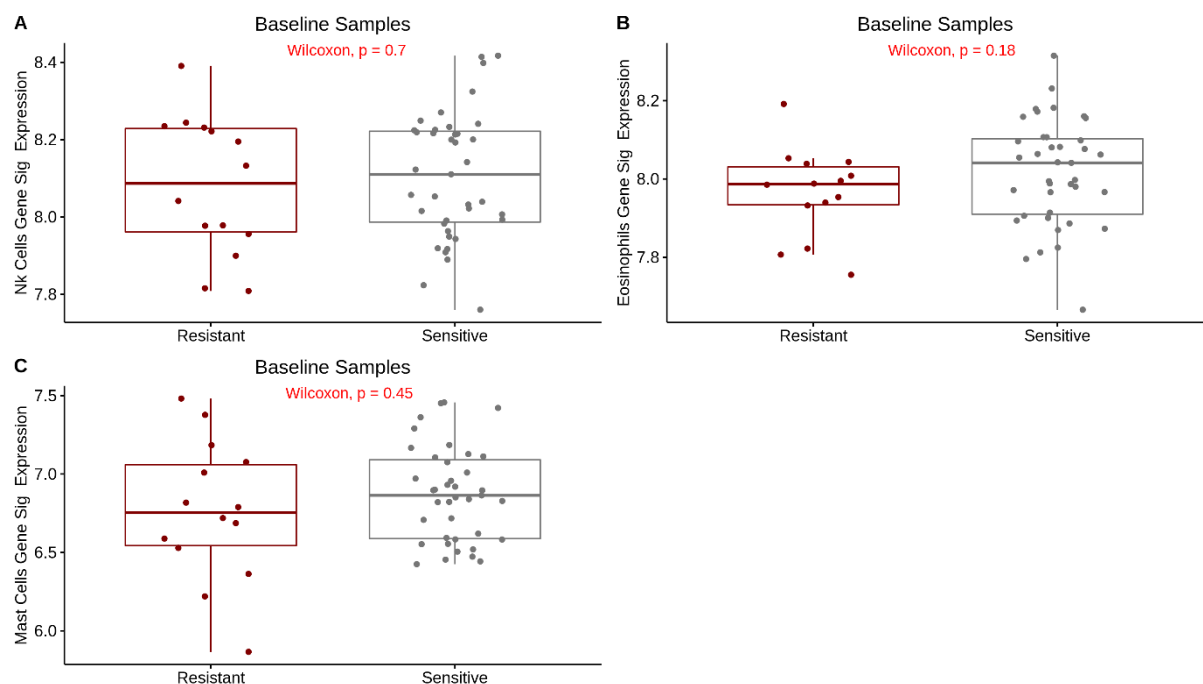 A
Baseline Samples
Wilcoxon, p = 0.7
Nk Cells Gene Sig Expression
8.4
8.2
8.0
7.8
Resistant
Sensitive
B
Baseline Samples
Wilcoxon, p = 0.18
Eosinophils Gene Sig Expression
8.2
8.0
7.8
Resistant
Sensitive
C
Baseline Samples
Wilcoxon, p = 0.45
Mast Cells Gene Sig Expression
7.5
7.0
6.5
6.0
Resistant
Sensitive